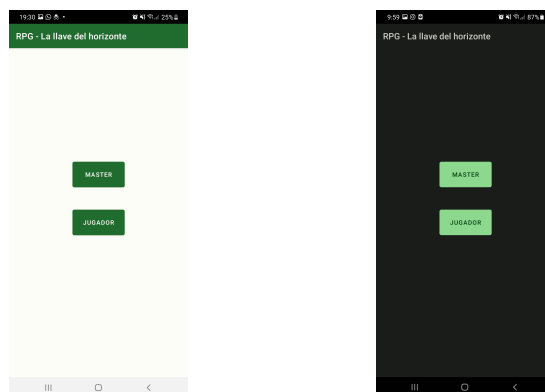 19:30 25%
RPG - La llave del horizonte
MASTER
JUGADOR
9:59 87%
RPG - La llave del horizonte
MASTER
JUGADOR